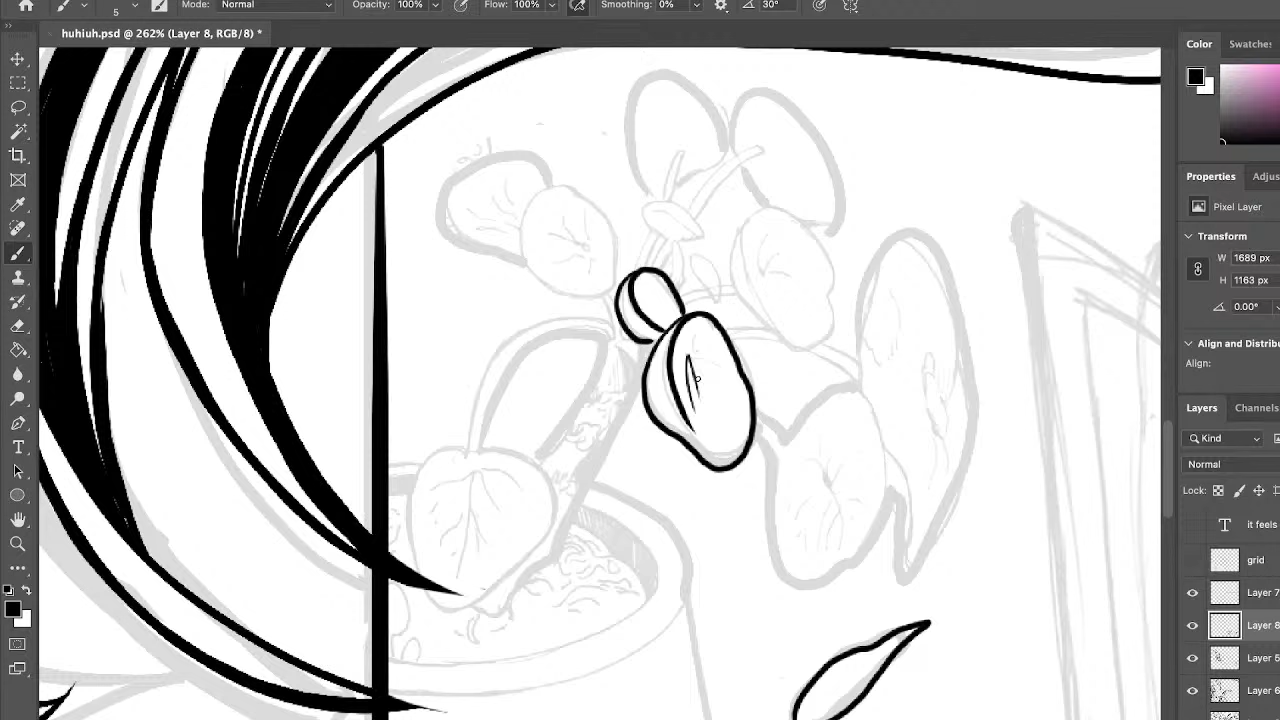 Mode: Normal Opacity: 100% Flow: 100% Smoothing: 0% 30°
5
huhiuh.psd @ 262% (Layer 8, RGB/8) *
Color Swatche:
Properties Adjus
Pixel Layer
Transform
W 1689 px
H 1163 px
0.00°
Align and Distribu
Align:
Layers Channels
Kind
Normal
Lock:
T it feels
grid
Layer 7
Layer 8
Layer 5
Layer 6